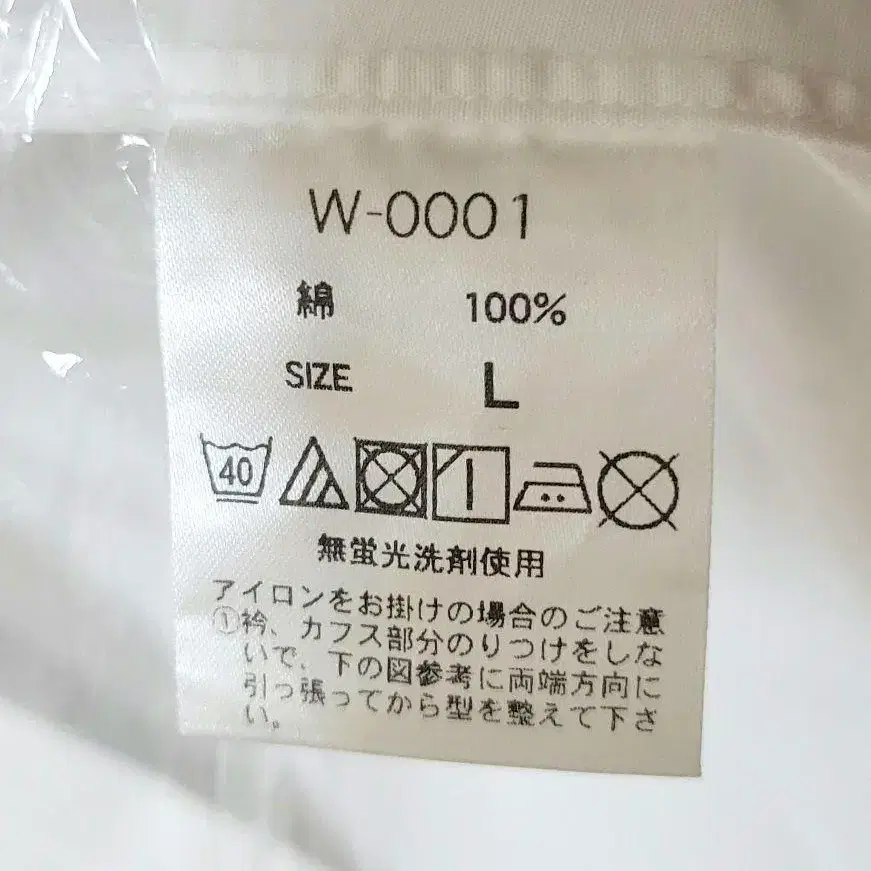 W-0001
綿 100%
SIZE L
40
無蛍光洗剤使用
アイロンをお掛けの場合のご注意
①衿、カフス部分のりつけをしな
いで、下の図参考に両端方向に
引っ張ってから型を整えて下さ
い。